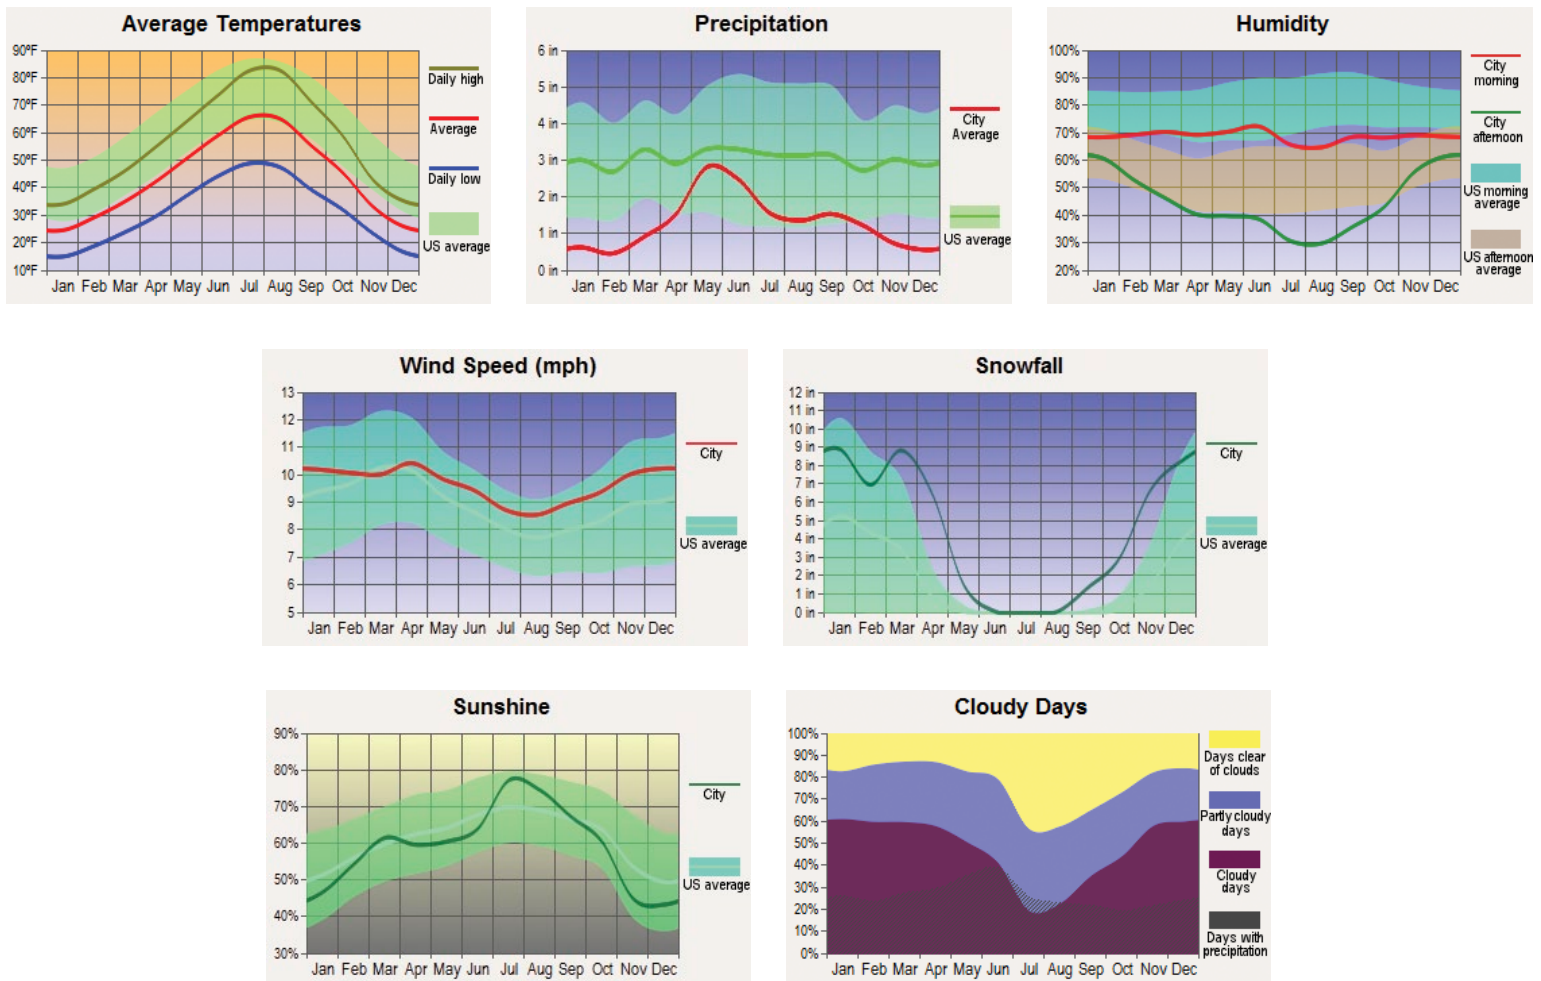 Average Temperatures
90ºF
80ºF
70ºF
60ºF
50ºF
40ºF
30ºF
20ºF
10ºF
Jan Feb Mar Apr May Jun Jul Aug Sep Oct Nov Dec
Daily high
Average
Daily low
US average
Precipitation
6 in
5 in
4 in
3 in
2 in
1 in
0 in
Jan Feb Mar Apr May Jun Jul Aug Sep Oct Nov Dec
City
Average
US average
Humidity
100%
90%
80%
70%
60%
50%
40%
30%
20%
Jan Feb Mar Apr May Jun Jul Aug Sep Oct Nov Dec
City
morning
City
afternoon
US morning
average
US afternoon
average
Wind Speed (mph)
13
12
11
10
9
8
7
6
5
Jan Feb Mar Apr May Jun Jul Aug Sep Oct Nov Dec
City
US average
Snowfall
12 in
11 in
10 in
9 in
8 in
7 in
6 in
5 in
4 in
3 in
2 in
1 in
0 in
Jan Feb Mar Apr May Jun Jul Aug Sep Oct Nov Dec
City
US average
Sunshine
90%
80%
70%
60%
50%
40%
30%
Jan Feb Mar Apr May Jun Jul Aug Sep Oct Nov Dec
City
US average
Cloudy Days
100%
90%
80%
70%
60%
50%
40%
30%
20%
10%
0%
Jan Feb Mar Apr May Jun Jul Aug Sep Oct Nov Dec
Days clear
of clouds
Partly cloudy
days
Cloudy
days
Days with
precipitation